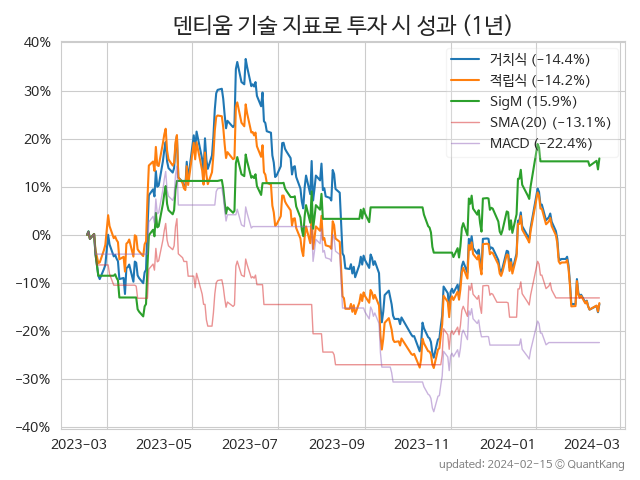 덴티움 기술 지표로 투자 시 성과 (1년)
40%
30%
20%
10%
0%
−10%
−20%
−30%
−40%
거치식 (−14.4%)
적립식 (−14.2%)
SigM (15.9%)
SMA(20) (−13.1%)
MACD (−22.4%)
2023-03 2023-05 2023-07 2023-09 2023-11 2024-01 2024-03
updated: 2024-02-15 ⓒ QuantKang